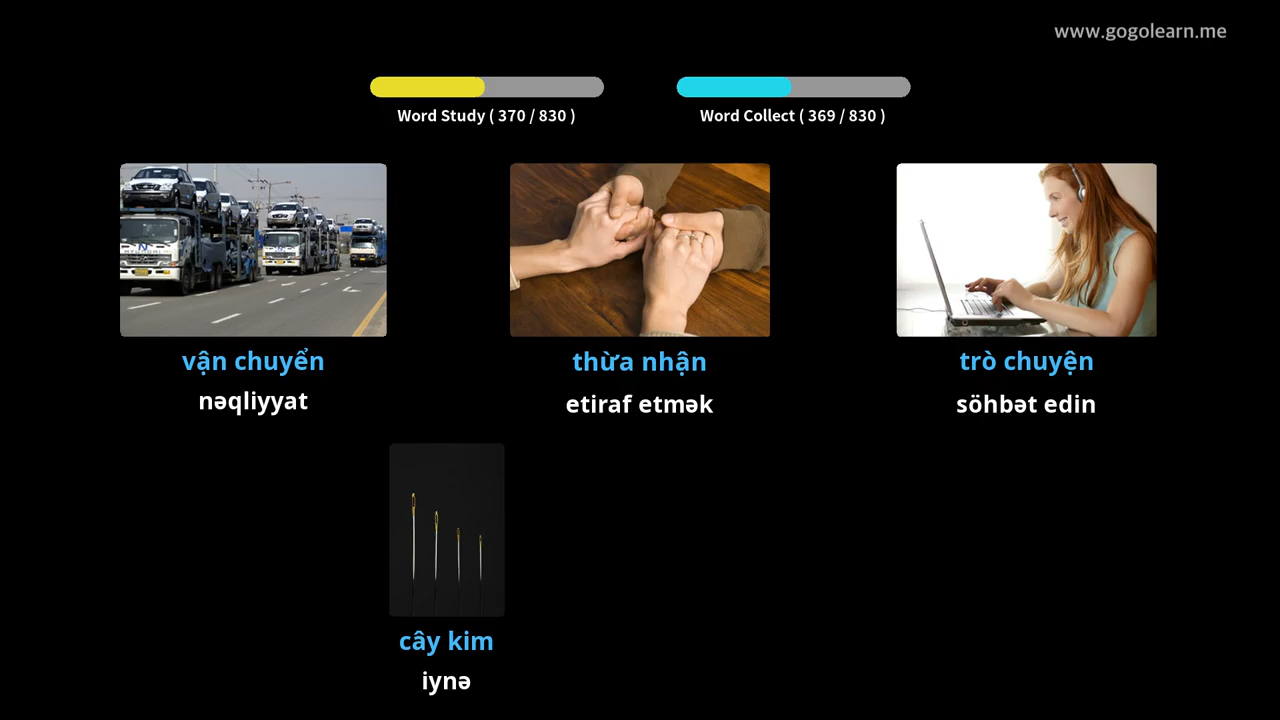 www.gogolearn.me
Word Study ( 370 / 830 )
Word Collect ( 369 / 830 )
vận chuyển
thừa nhận
trò chuyện
nəqliyyat
etiraf etmək
söhbət edin
cây kim
iynə